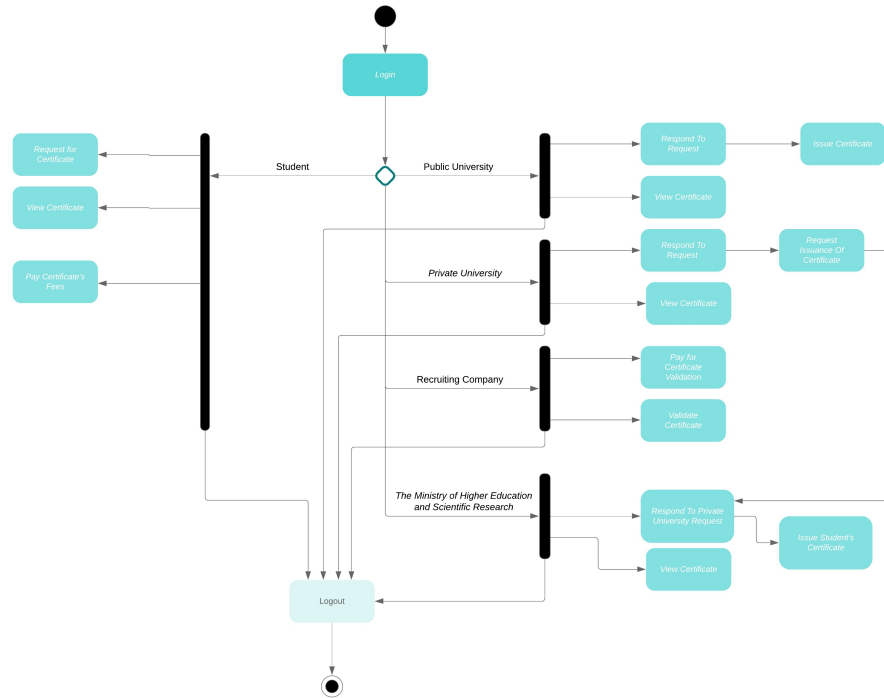 Login
Student
Public University
Request for
Certificate
View Certificate
Pay Certificate's
Fees
Respond To
Request
Issue Certificate
View Certificate
Private University
Respond To
Request
Request
Issuance Of
Certificate
View Certificate
Recruiting Company
Pay for
Certificate
Validation
Validate
Certificate
The Ministry of Higher Education
and Scientific Research
Respond To Private
University Request
Issue Student's
Certificate
View Certificate
Logout